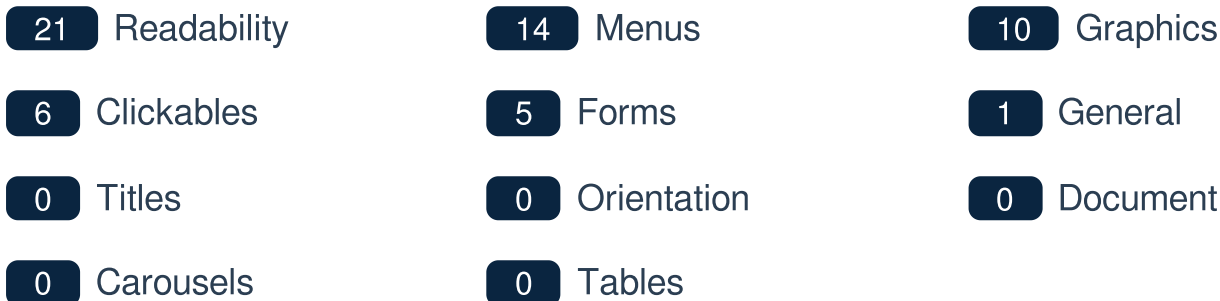 21 Readability 14 Menus 10 Graphics
6 Clickables 5 Forms 1 General
0 Titles 0 Orientation 0 Document
0 Carousels 0 Tables